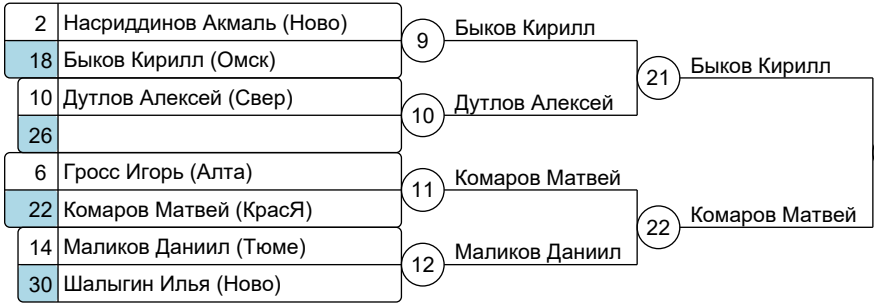 2 Насриддинов Акмаль (Ново)
18 Быков Кирилл (Омск)
9 Быков Кирилл
10 Дутлов Алексей (Свер)
26
10 Дутлов Алексей
21 Быков Кирилл
6 Гросс Игорь (Алта)
22 Комаров Матвей (КрасЯ)
11 Комаров Матвей
14 Маликов Даниил (Тюме)
30 Шалыгин Илья (Ново)
12 Маликов Даниил
22 Комаров Матвей